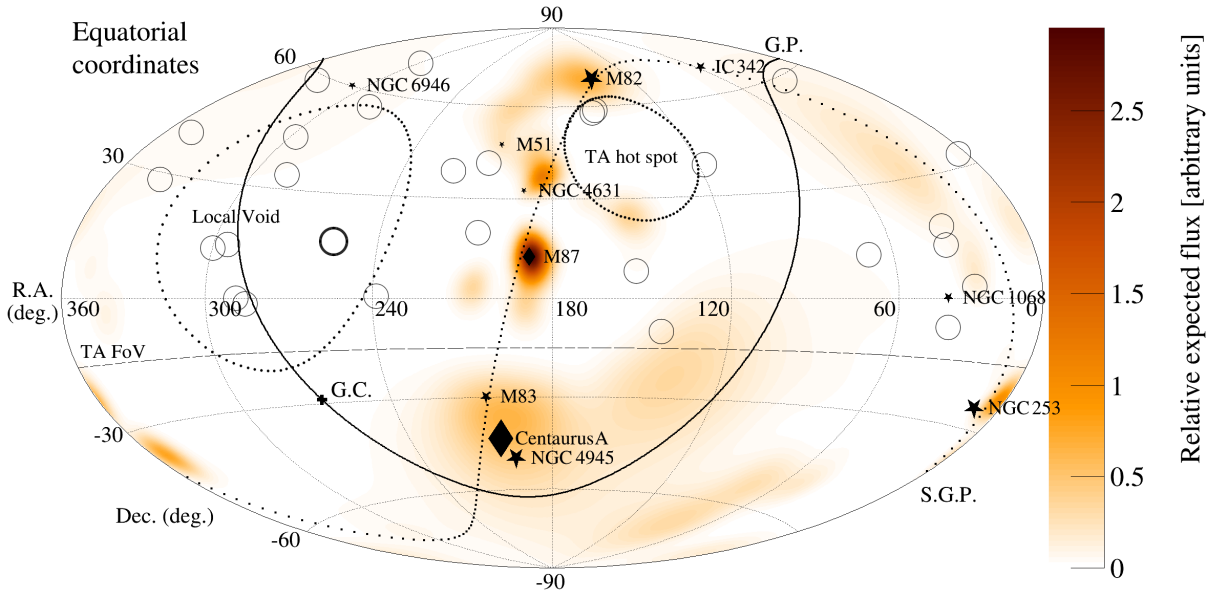 Equatorial
coordinates
90
G.P.
60
NGC 6946
M82
IC 342
M51
TA hot spot
30
NGC 4631
Local Void
M87
R.A.
(deg.)
360
300
240
180
120
60
0
NGC 1068
TA FoV
G.C.
M83
NGC 253
-30
Centaurus A
NGC 4945
S.G.P.
Dec. (deg.)
-60
-90
2.5
2
1.5
1
0.5
0
Relative expected flux [arbitrary units]